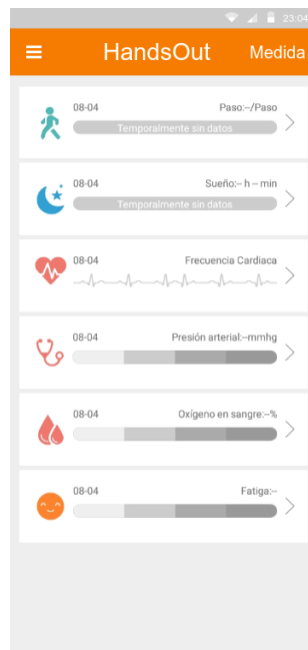 23:04
HandsOut
Medida
08-04 Paso:--/Paso
Temporalmente sin datos
08-04 Sueño:-- h -- min
Temporalmente sin datos
08-04 Frecuencia Cardiaca
08-04 Presión arterial:--mmhg
08-04 Oxígeno en sangre:--%
08-04 Fatiga:--